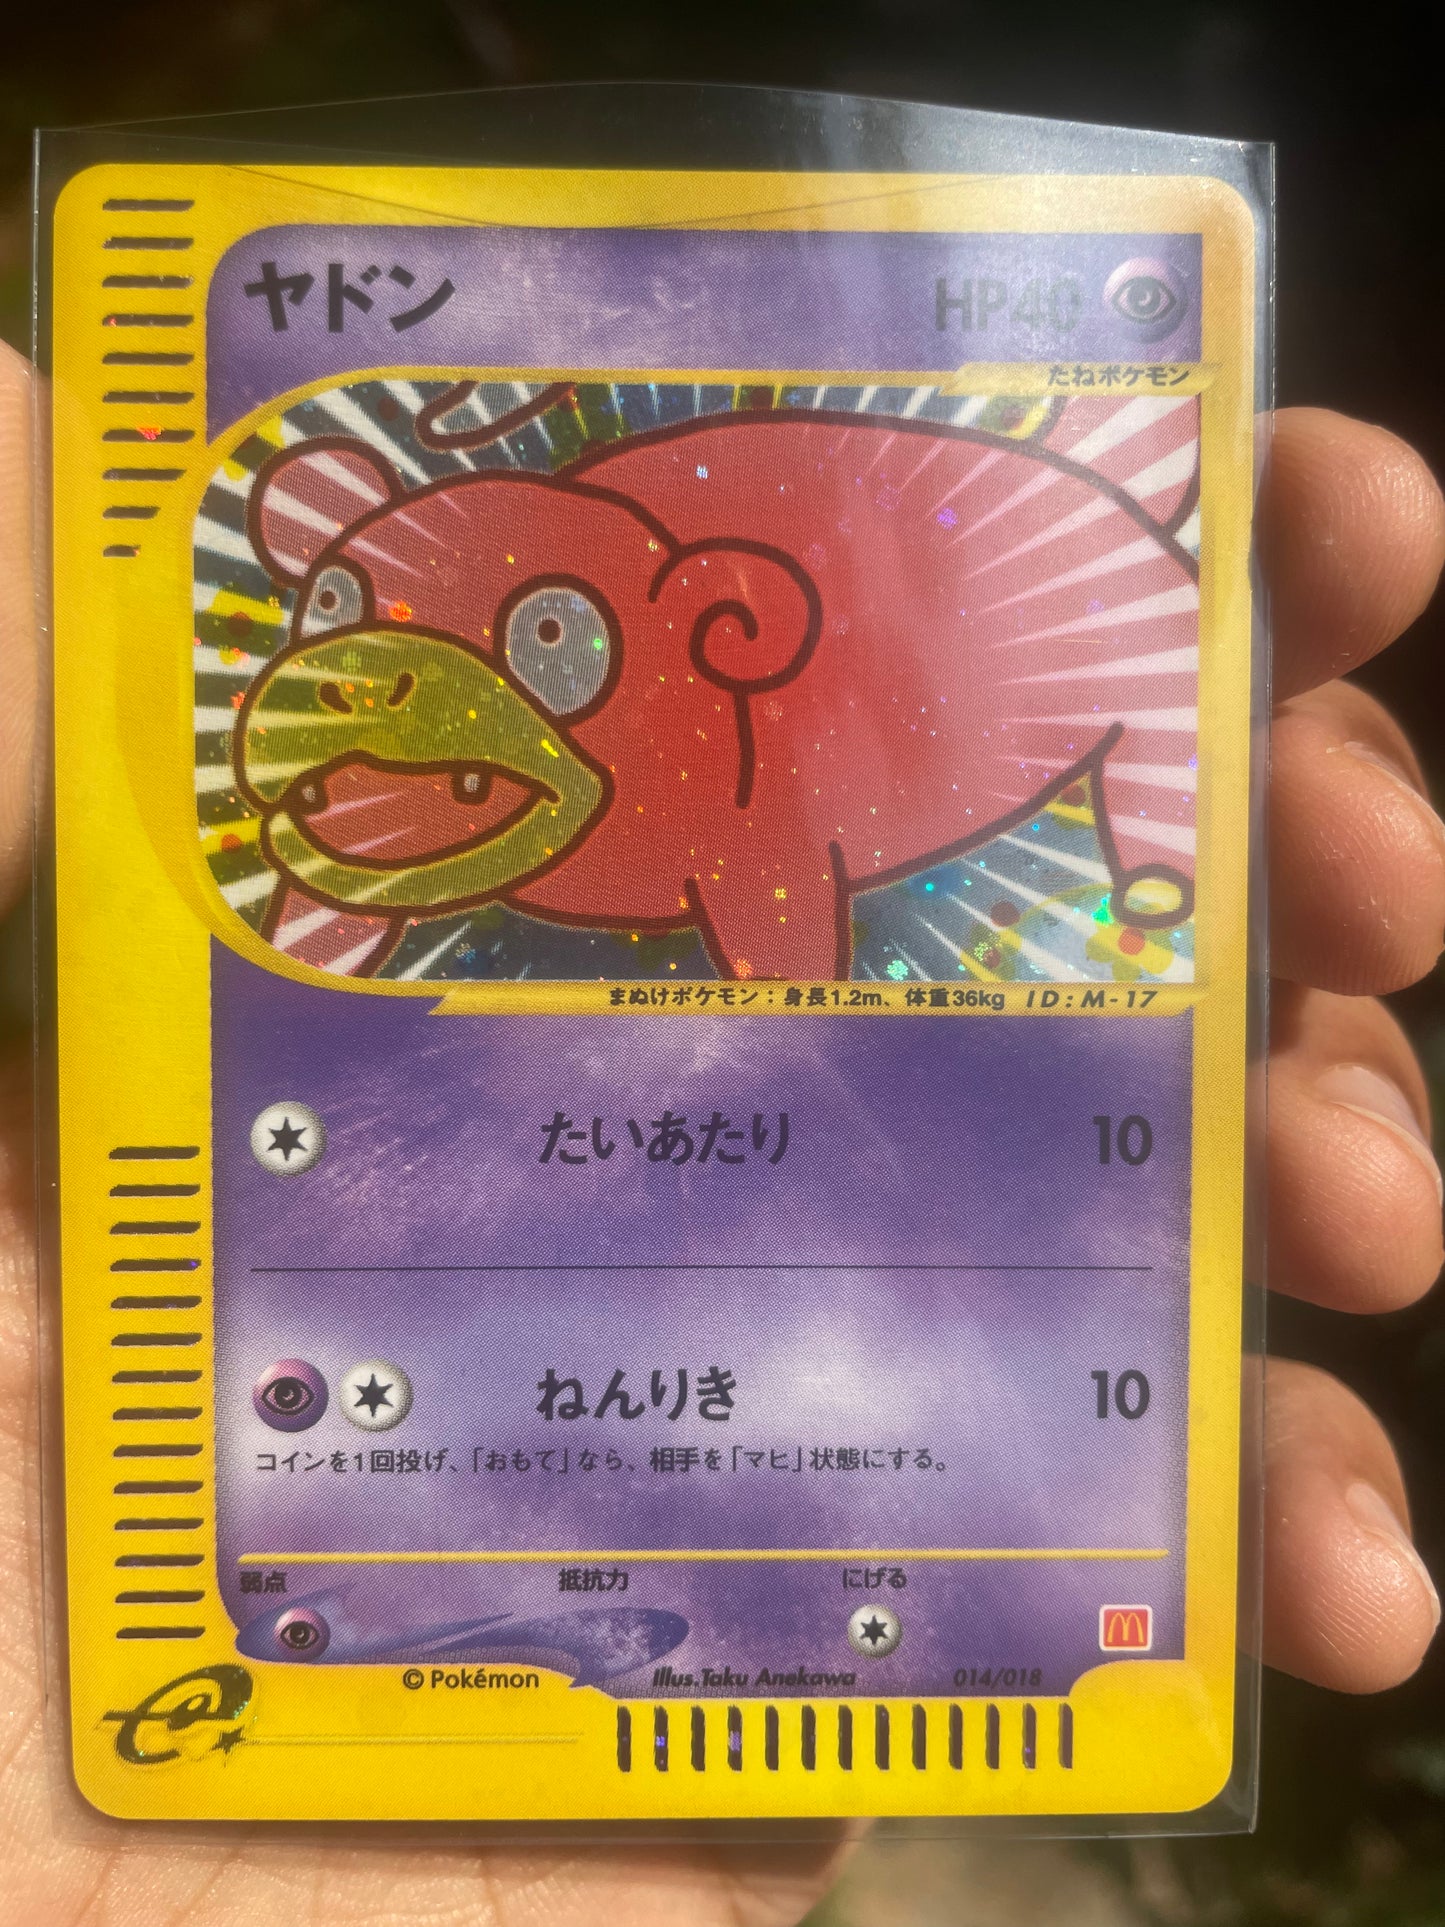 ヤドン HP40
たねポケモン
まぬけポケモン：身長1.2m、体重36kg ID:M-17
たいあたり 10
ねんりき 10
コインを1回投げ、「おもて」なら、相手を「マヒ」状態にする。
弱点 抵抗力 にげる
© Pokémon Illus.Taku Anekawa 014/018